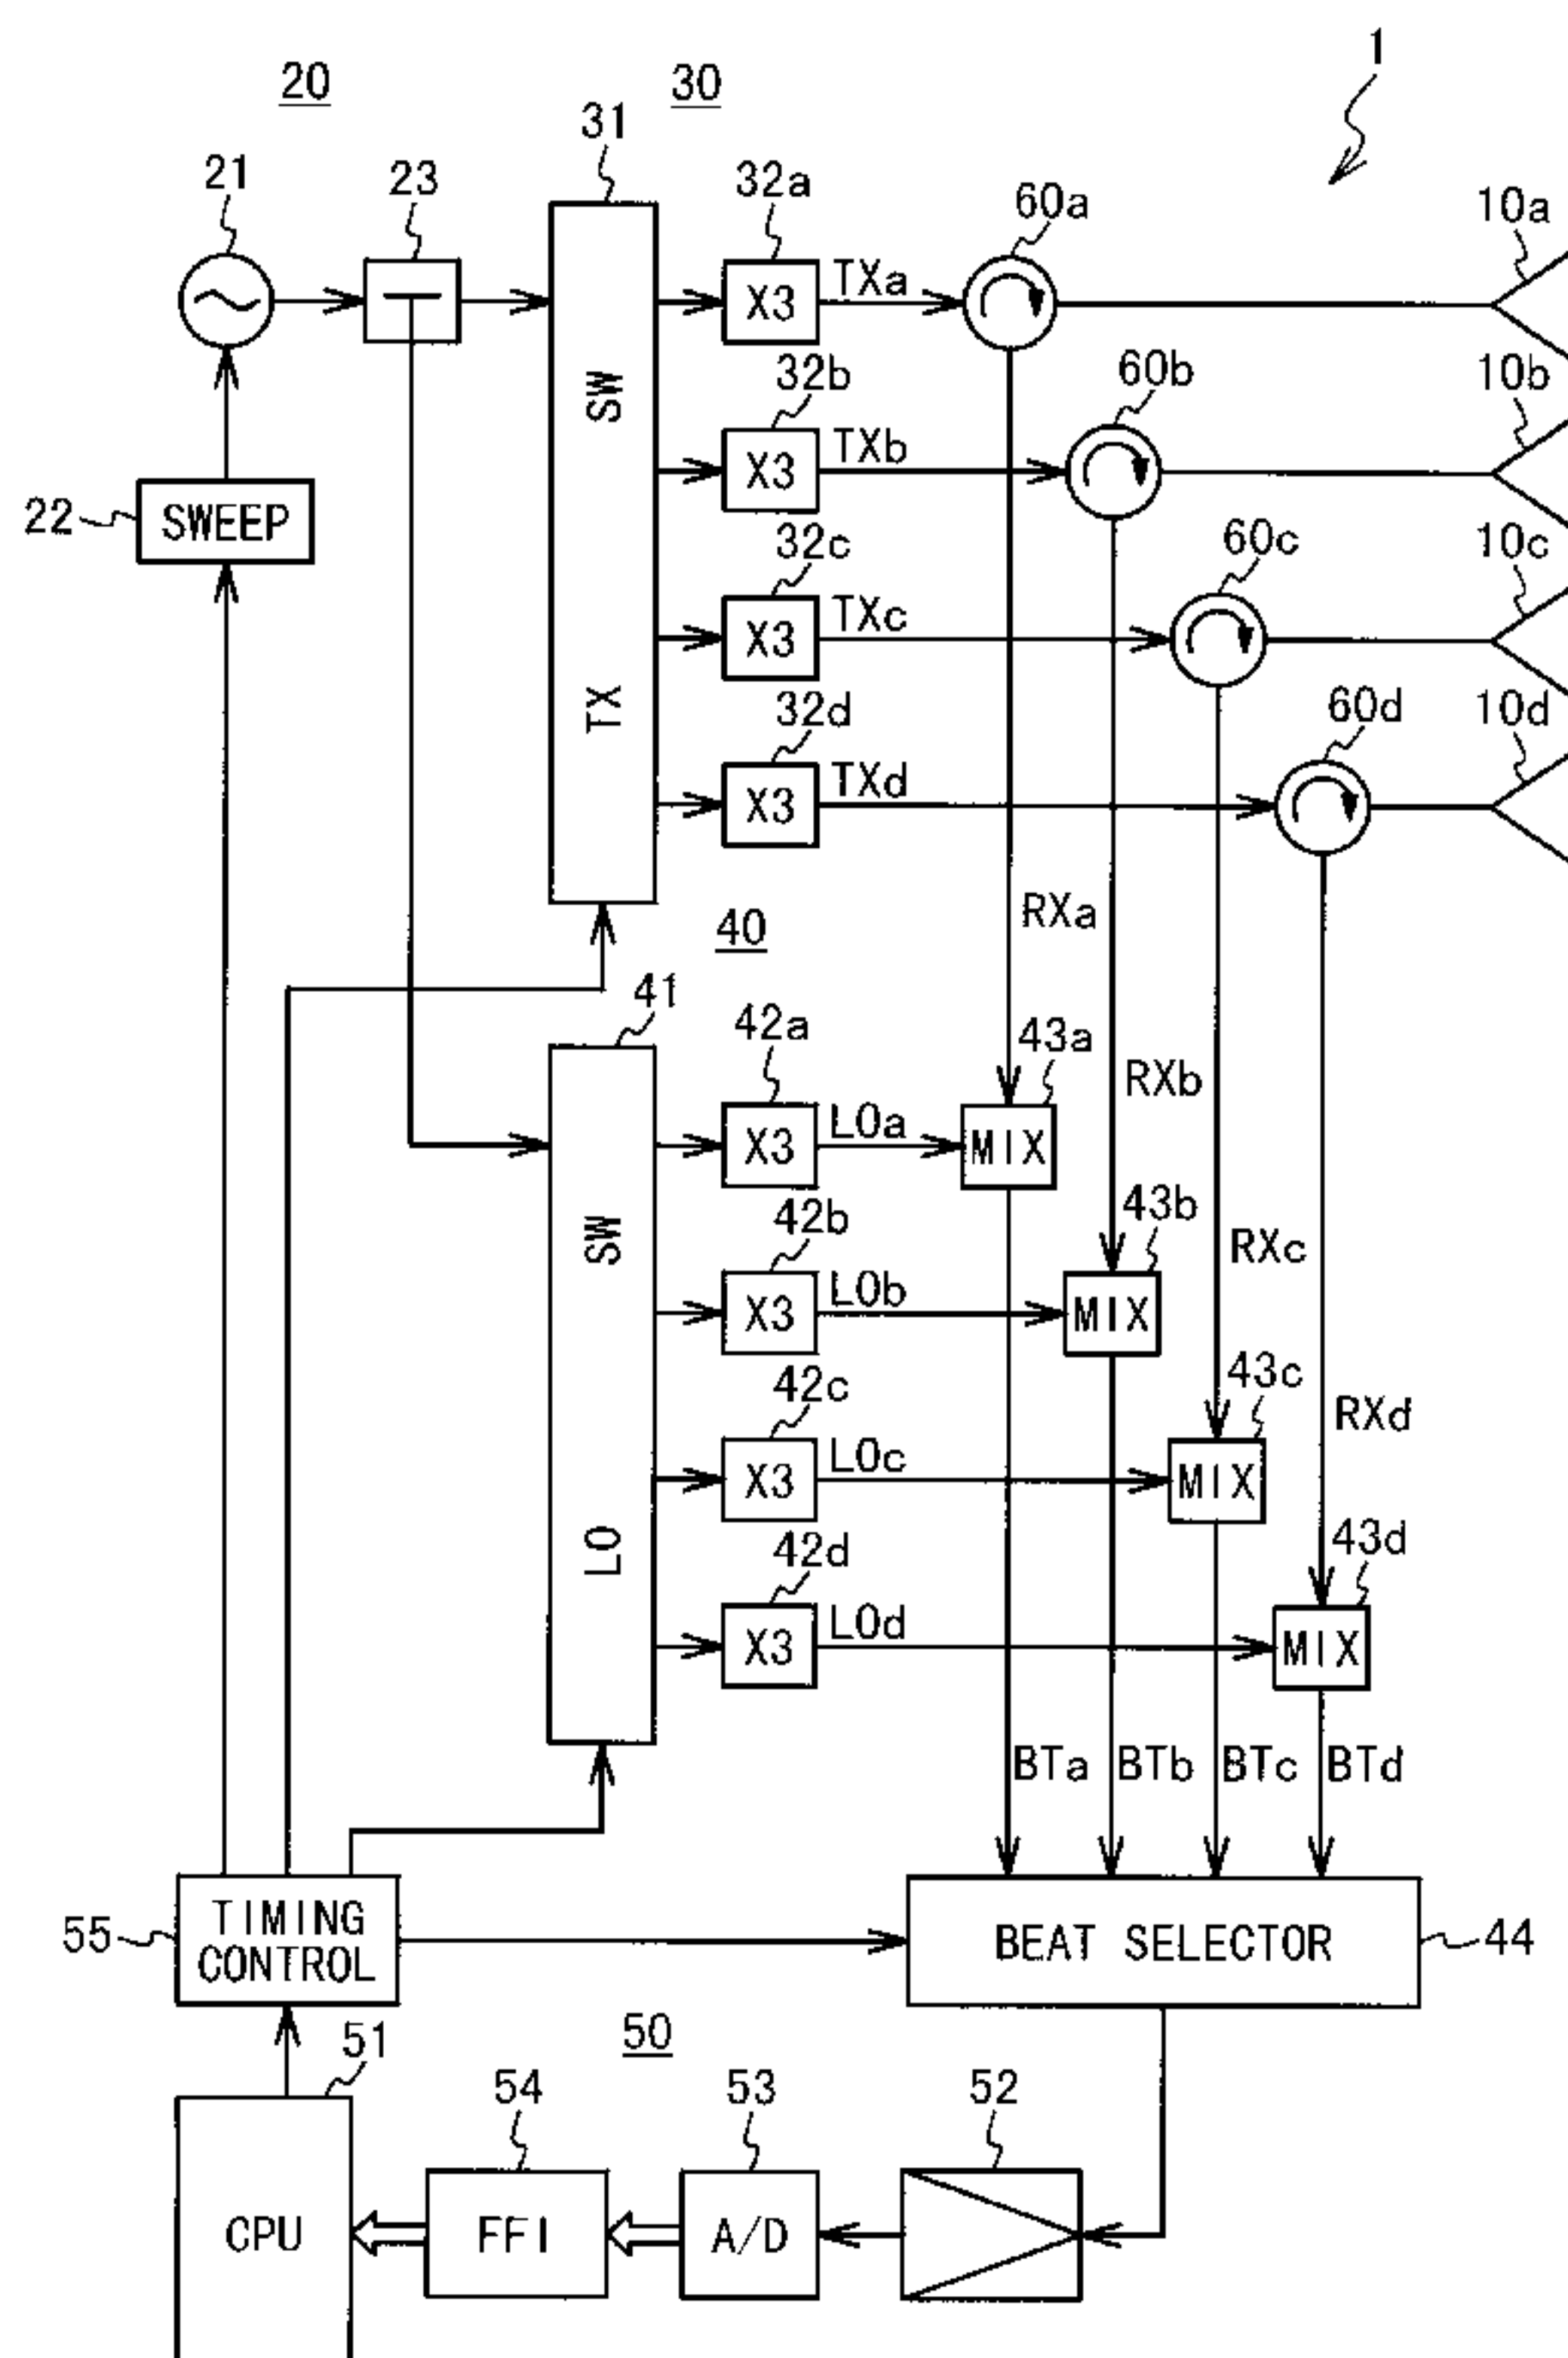 1
20
30
31
21
23
32a
60a
10a
X3
TXa
32b
60b
10b
SW
X3
TXb
22
SWEEP
32c
60c
10c
X3
TXc
TX
32d
60d
10d
X3
TXd
RXa
40
41
42a
43a
RXb
X3
LOa
MIX
42b
43b
SW
RXc
X3
LOb
MIX
42c
43c
RXd
X3
LOc
MIX
LO
42d
43d
X3
LOd
MIX
BTa
BTb
BTc
BTd
55
TIMING
CONTROL
BEAT SELECTOR
44
50
51
54
53
52
CPU
FFI
A/D